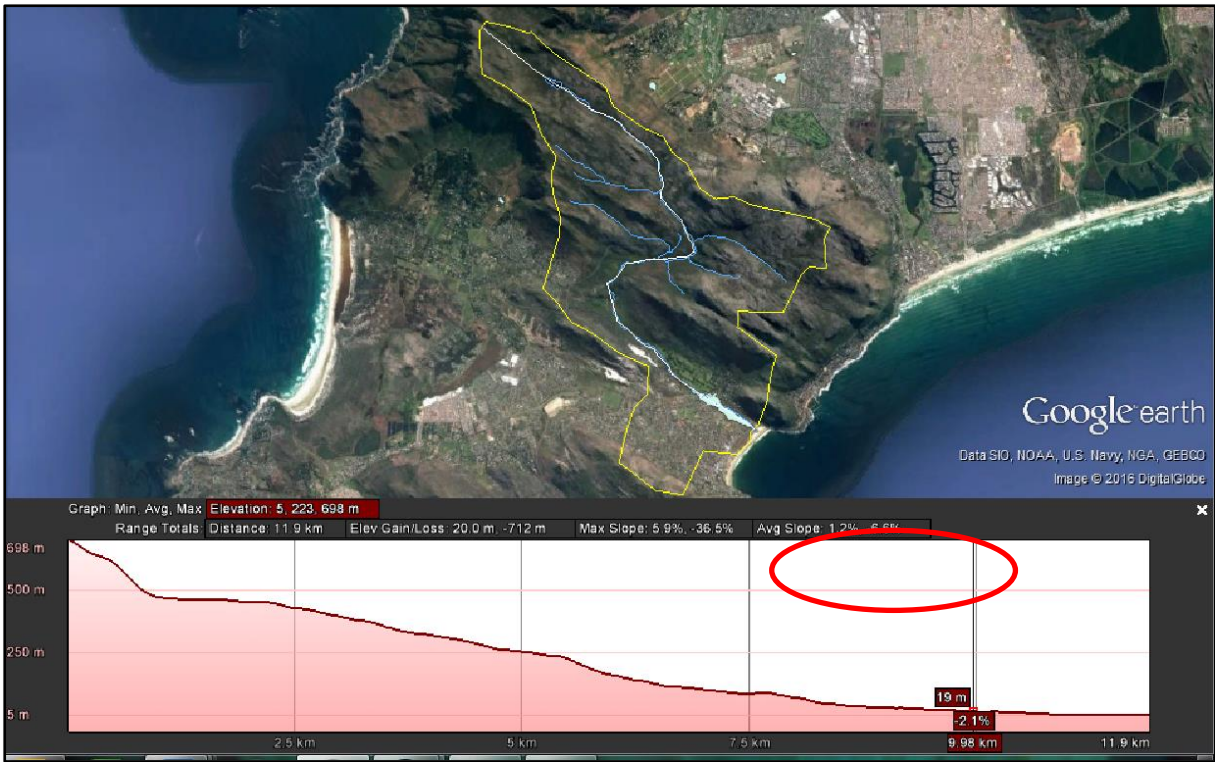 Google earth
Data SIO, NOAA, U.S. Navy, NGA, GEBCO
Image © 2016 DigitalGlobe
Graph: Min, Avg, Max Elevation: 5, 223, 698 m
Range Totals: Distance: 11.9 km Elev Gain/Loss: 20.0 m, -712 m Max Slope: 5.9%, -36.5% Avg Slope: 1.2%, -6.6%
698 m
500 m
250 m
5 m
19 m
-2.1%
2.5 km 5 km 7.5 km 9.98 km 11.9 km